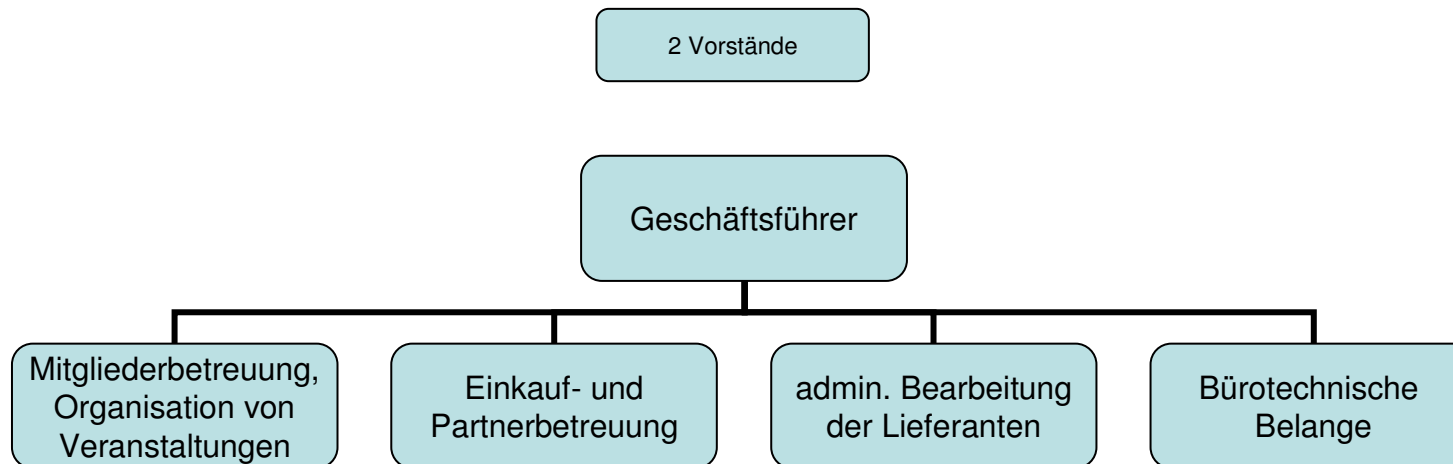 2 Vorstände
Geschäftsführer
Mitgliederbetreuung,
Organisation von
Veranstaltungen
Einkauf- und
Partnerbetreuung
admin. Bearbeitung
der Lieferanten
Bürotechnische
Belange